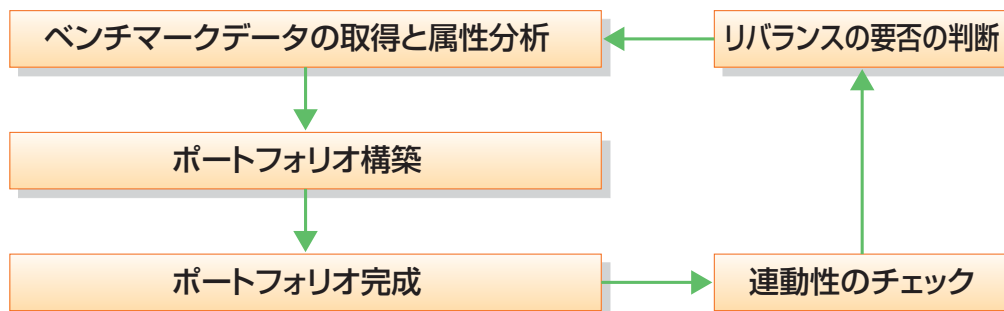 ベンチマークデータの取得と属性分析
リバランスの要否の判断
ポートフォリオ構築
ポートフォリオ完成
連動性のチェック